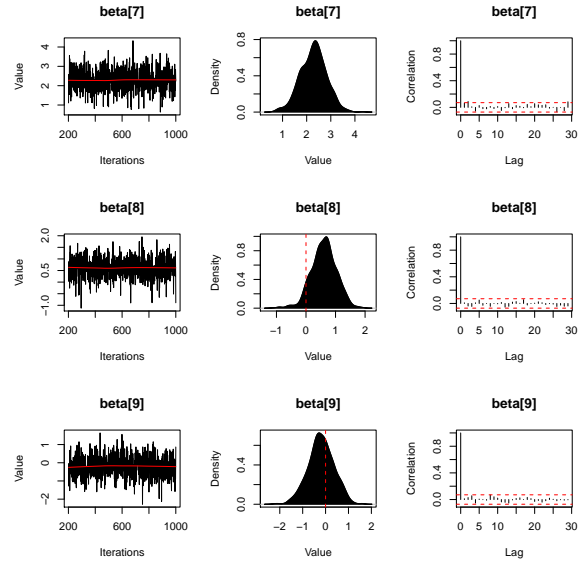 beta[7] beta[7] beta[7]
Value
1 2 3 4
200 600 1000
Iterations
Density
0.0 0.4 0.8
1 2 3 4
Value
Correlation
0.0 0.4 0.8
0 5 10 20 30
Lag
beta[8] beta[8] beta[8]
Value
−1.0 0.5 2.0
200 600 1000
Iterations
Density
0.0 0.4 0.8
−1 0 1 2
Value
Correlation
0.0 0.4 0.8
0 5 10 20 30
Lag
beta[9] beta[9] beta[9]
Value
−2 0 1
200 600 1000
Iterations
Density
0.0 0.4
−2 −1 0 1 2
Value
Correlation
0.0 0.4 0.8
0 5 10 20 30
Lag